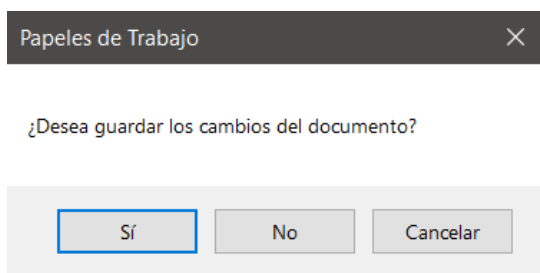 Papeles de Trabajo
¿Desea guardar los cambios del documento?
Sí No Cancelar